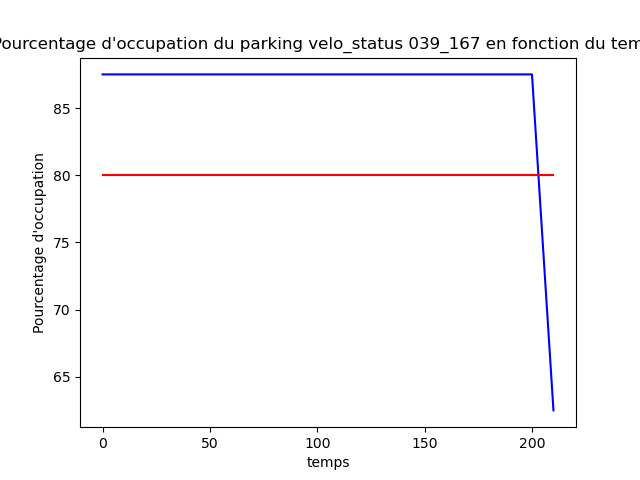 Pourcentage d'occupation du parking velo_status 039_167 en fonction du tem
85
80
75
70
65
Pourcentage d'occupation
0 50 100 150 200
temps